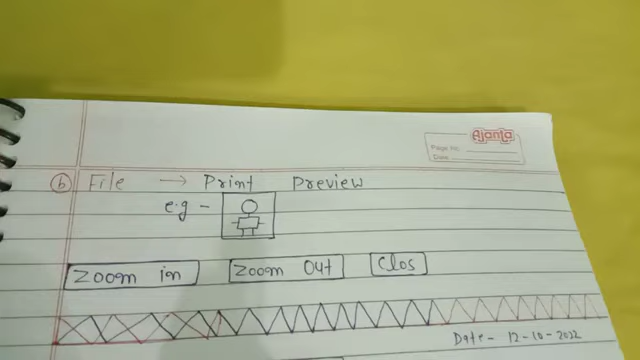 Ajanta
Page No.
Date
(b) File → Print Preview
e.g -
Zoom in Zoom Out Clos
Date - 12-10-2022